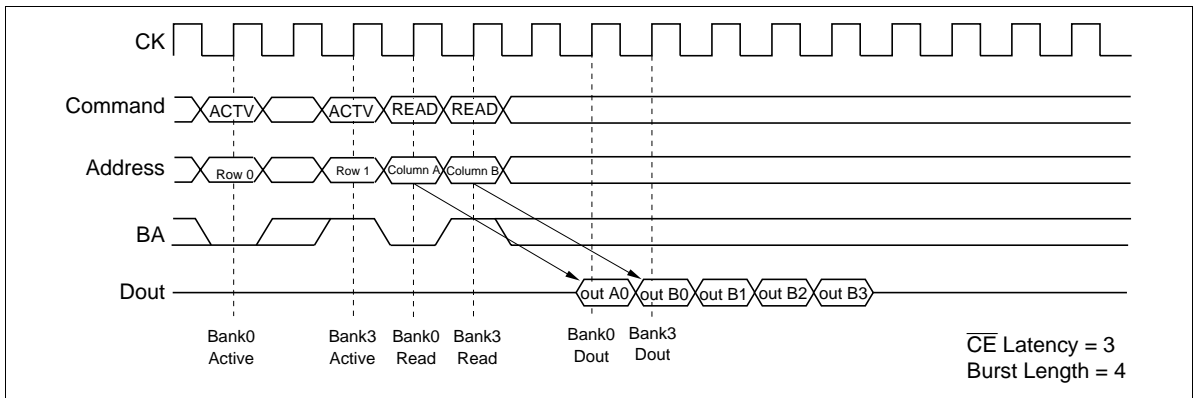 CK
Command ACTV ACTV READ READ
Address Row 0 Row 1 Column A Column B
BA
Dout out A0 out B0 out B1 out B2 out B3
Bank0 Active
Bank3 Active
Bank0 Read
Bank3 Read
Bank0 Dout
Bank3 Dout
CE Latency = 3
Burst Length = 4